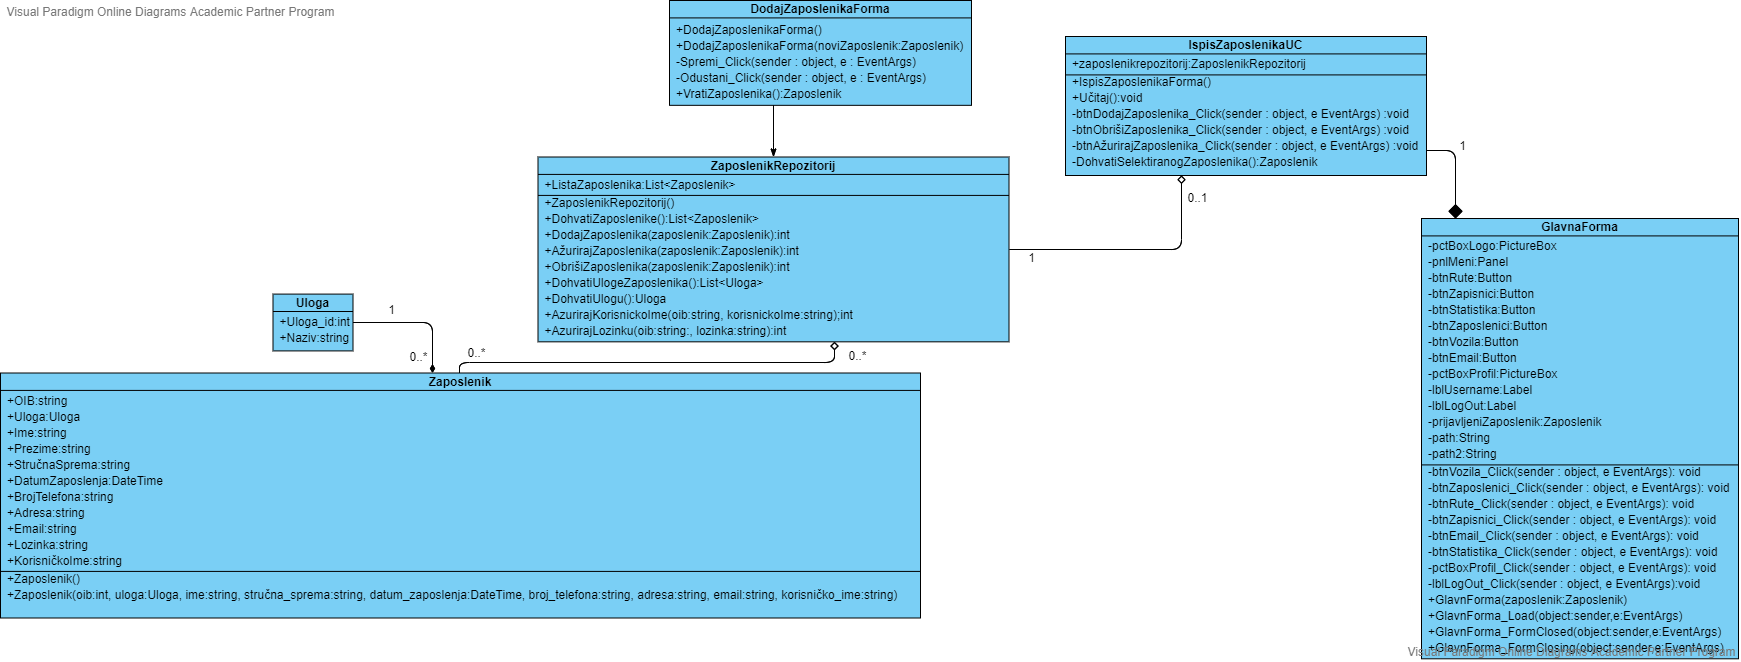 Visual Paradigm Online Diagrams Academic Partner Program
DodajZaposlenikaForma
+DodajZaposlenikaForma()
+DodajZaposlenikaForma(noviZaposlenik:Zaposlenik)
-Spremi_Click(sender : object, e : EventArgs)
-Odustani_Click(sender : object, e : EventArgs)
+VratiZaposlenika():Zaposlenik
IspisZaposlenikaUC
+zaposlenikrepozitorij:ZaposlenikRepozitorij
+IspisZaposlenikaForma()
+Učitaj():void
-btnDodajZaposlenika_Click(sender : object, e EventArgs) :void
-btnObrišiZaposlenika_Click(sender : object, e EventArgs) :void
-btnAžurirajZaposlenika_Click(sender : object, e EventArgs) :void
-DohvatiSelektiranogZaposlenika():Zaposlenik
1
0..1
ZaposlenikRepozitorij
+ListaZaposlenika:List<Zaposlenik>
+ZaposlenikRepozitorij()
+DohvatiZaposlenike():List<Zaposlenik>
+DodajZaposlenika(zaposlenik:Zaposlenik):int
+AžurirajZaposlenika(zaposlenik:Zaposlenik):int
+ObrišiZaposlenika(zaposlenik:Zaposlenik):int
+DohvatiUlogeZaposlenika():List<Uloga>
+DohvatiUlogu():Uloga
+AzurirajKorisnickoIme(oib:string, korisnickoIme:string);int
+AzurirajLozinku(oib:string:, lozinka:string):int
1
0..*
Uloga
+Uloga_id:int
+Naziv:string
1
0..*
0..*
Zaposlenik
+OIB:string
+Uloga:Uloga
+Ime:string
+Prezime:string
+StručnaSprema:string
+DatumZaposlenja:DateTime
+BrojTelefona:string
+Adresa:string
+Email:string
+Lozinka:string
+KorisničkoIme:string
+Zaposlenik()
+Zaposlenik(oib:int, uloga:Uloga, ime:string, stručna_sprema:string, datum_zaposlenja:DateTime, broj_telefona:string, adresa:string, email:string, korisničko_ime:string)
GlavnaForma
-pctBoxLogo:PictureBox
-pnlMeni:Panel
-btnRute:Button
-btnZapisnici:Button
-btnStatistika:Button
-btnZaposlenici:Button
-btnVozila:Button
-btnEmail:Button
-pctBoxProfil:PictureBox
-lblUsername:Label
-lblLogOut:Label
-prijavljeniZaposlenik:Zaposlenik
-path:String
-path2:String
-btnVozila_Click(sender : object, e EventArgs): void
-btnZaposlenici_Click(sender : object, e EventArgs): void
-btnRute_Click(sender : object, e EventArgs): void
-btnZapisnici_Click(sender : object, e EventArgs): void
-btnEmail_Click(sender : object, e EventArgs): void
-btnStatistika_Click(sender : object, e EventArgs): void
-pctBoxProfil_Click(sender : object, e EventArgs): void
-lblLogOut_Click(sender : object, e EventArgs):void
+GlavnForma(zaposlenik:Zaposlenik)
+GlavnForma_Load(object:sender,e:EventArgs)
+GlavnForma_FormClosed(object:sender,e:EventArgs)
+GlavnForma_FormClosing(object:sender,e:EventArgs)
Visual Paradigm Online Diagrams Academic Partner Program